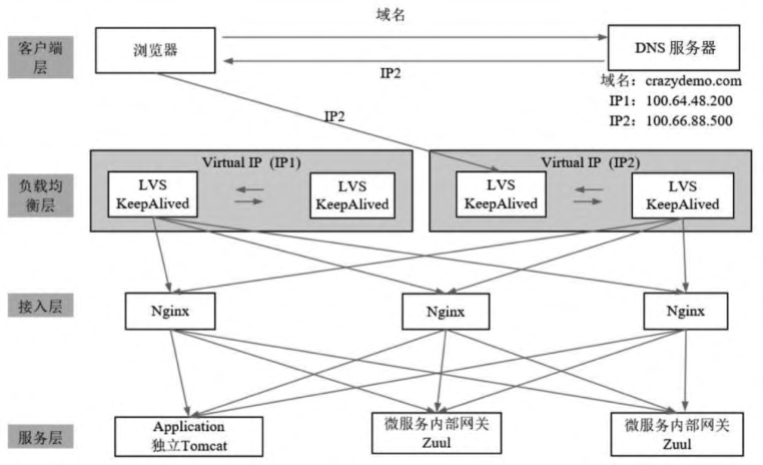 客户端
层
浏览器
域名
IP2
DNS 服务器
域名：crazydemo.com
IP1：100.64.48.200
IP2：100.66.88.500
IP2
负载均
衡层
Virtual IP（IP1）
LVS
KeepAlived
LVS
KeepAlived
Virtual IP（IP2）
LVS
KeepAlived
LVS
KeepAlived
接入层
Nginx
Nginx
Nginx
服务层
Application
独立Tomcat
微服务内部网关
Zuul
微服务内部网关
Zuul